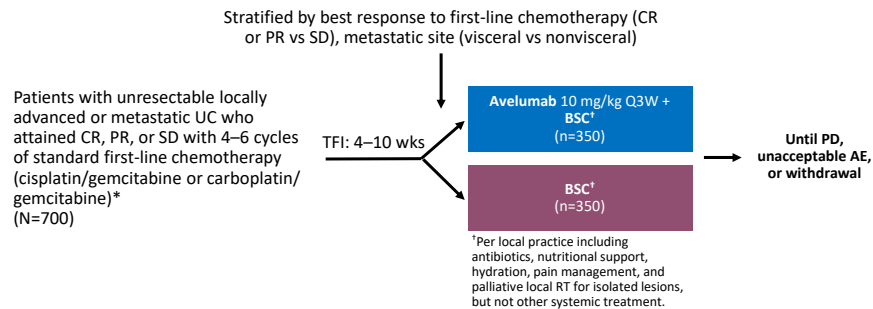 Stratified by best response to first-line chemotherapy (CR
or PR vs SD), metastatic site (visceral vs nonvisceral)
Patients with unresectable locally
advanced or metastatic UC who
attained CR, PR, or SD with 4–6 cycles
of standard first-line chemotherapy
(cisplatin/gemcitabine or carboplatin/
gemcitabine)*
(N=700)
TFI: 4–10 wks
Avelumab 10 mg/kg Q3W +
BSC†
(n=350)
BSC†
(n=350)
†Per local practice including
antibiotics, nutritional support,
hydration, pain management, and
palliative local RT for isolated lesions,
but not other systemic treatment.
Until PD,
unacceptable AE,
or withdrawal